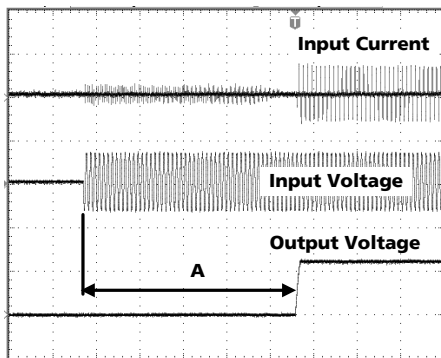 T
Input Current
Input Voltage
Output Voltage
A